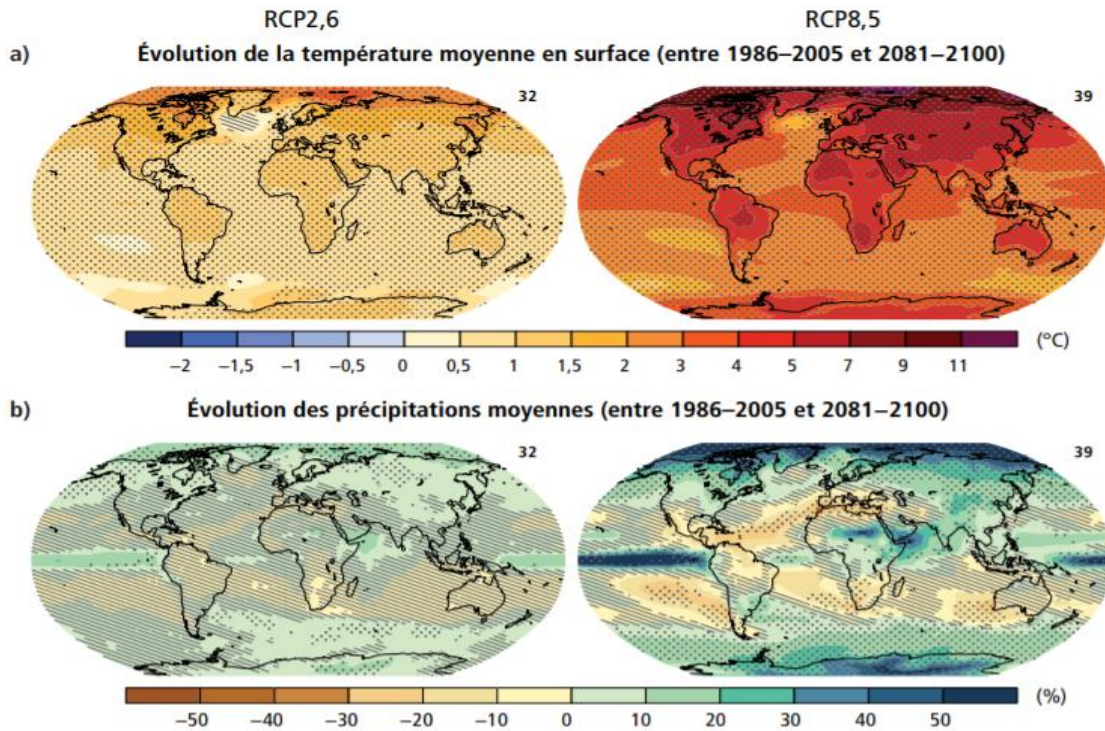 RCP2,6 RCP8,5
a) Évolution de la température moyenne en surface (entre 1986–2005 et 2081–2100)
32 39
−2 −1,5 −1 −0,5 0 0,5 1 1,5 2 3 4 5 7 9 11 (°C)
b) Évolution des précipitations moyennes (entre 1986–2005 et 2081–2100)
32 39
−50 −40 −30 −20 −10 0 10 20 30 40 50 (%)